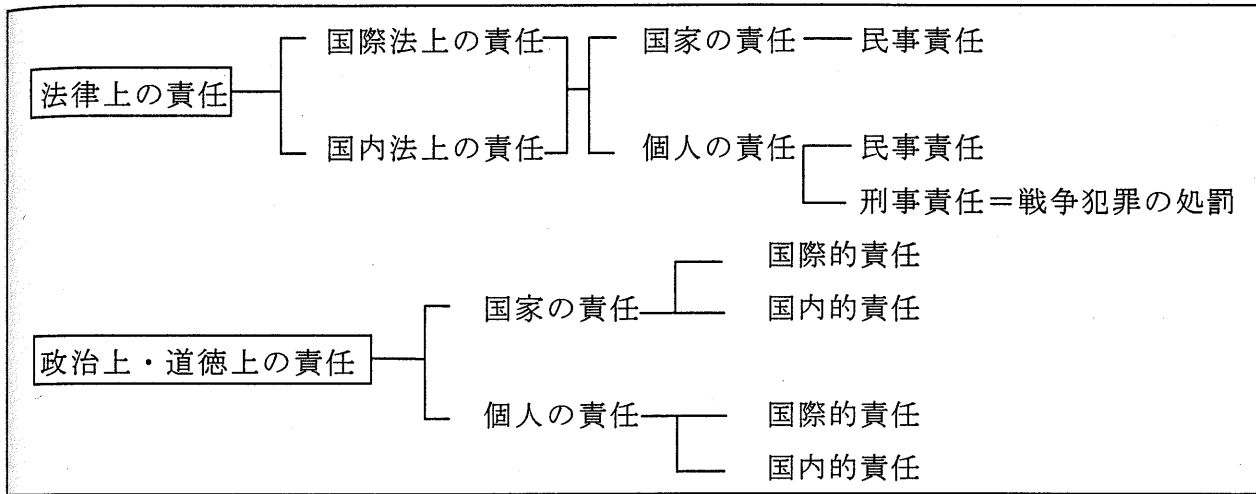 国際法上の責任 国家の責任 民事責任
法律上の責任
国内法上の責任 個人の責任 民事責任
刑事責任＝戦争犯罪の処罰
国際的責任
国家の責任 国内的責任
政治上・道徳上の責任
個人の責任 国際的責任
国内的責任